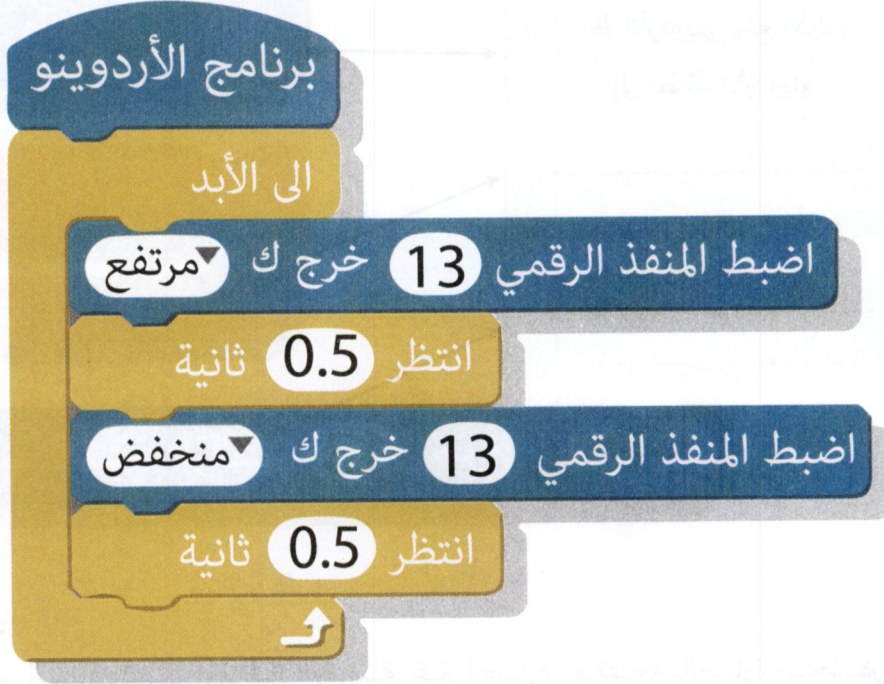 برنامج الأردوينو
الى الأبد
اضبط المنفذ الرقمي 13 خرج ك مرتفع
انتظر 0.5 ثانية
اضبط المنفذ الرقمي 13 خرج ك منخفض
انتظر 0.5 ثانية